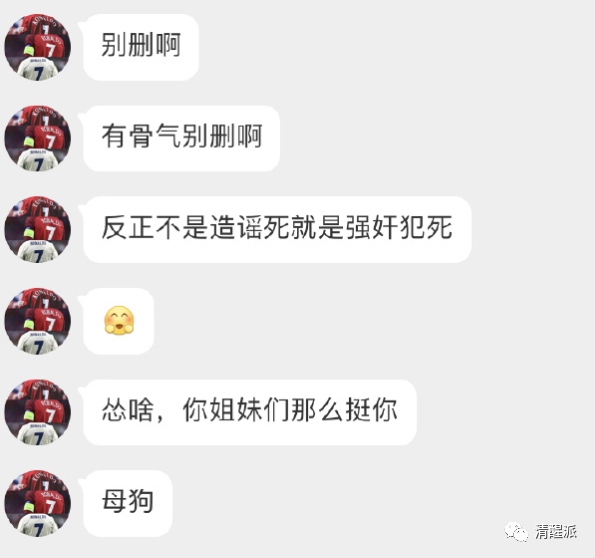 别删啊
有骨气别删啊
反正不是造谣死就是强奸犯死
怂啥，你姐妹们那么挺你
母狗
清醒派